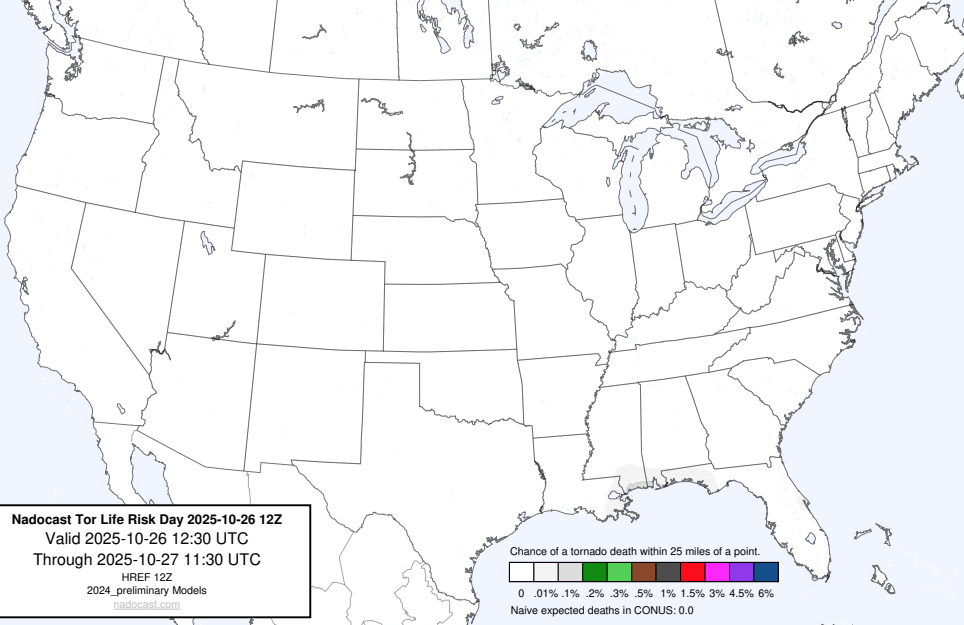 Nadocast Tor Life Risk Day 2025-10-26 12Z
Valid 2025-10-26 12:30 UTC
Through 2025-10-27 11:30 UTC
HREF 12Z
2024_preliminary Models
nadocast.com
Chance of a tornado death within 25 miles of a point.
0 .01% .1% .2% .3% .5% 1% 1.5% 3% 4.5% 6%
Naive expected deaths in CONUS: 0.0